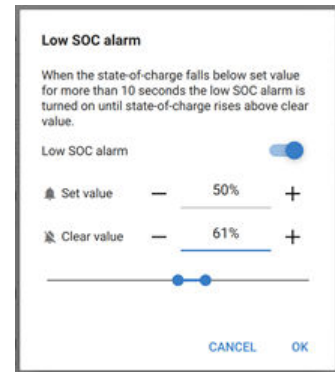 Low SOC alarm
When the state-of-charge falls below set value
for more than 10 seconds the low SOC alarm is
turned on until state-of-charge rises above clear
value.
Low SOC alarm
Set value — 50% +
Clear value — 61% +
CANCEL OK